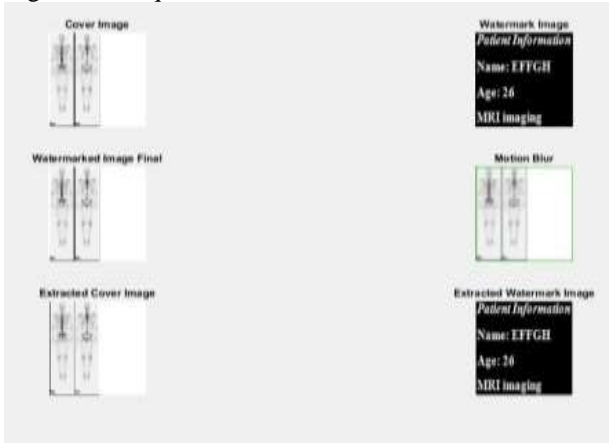 Cover Image
Watermark Image
Patient Information
Name: EFFGH
Age: 26
MRI imaging
Watermarked Image Final
Motion Blur
Extracted Cover Image
Extracted Watermark Image
Patient Information
Name: EFFGH
Age: 26
MRI imaging